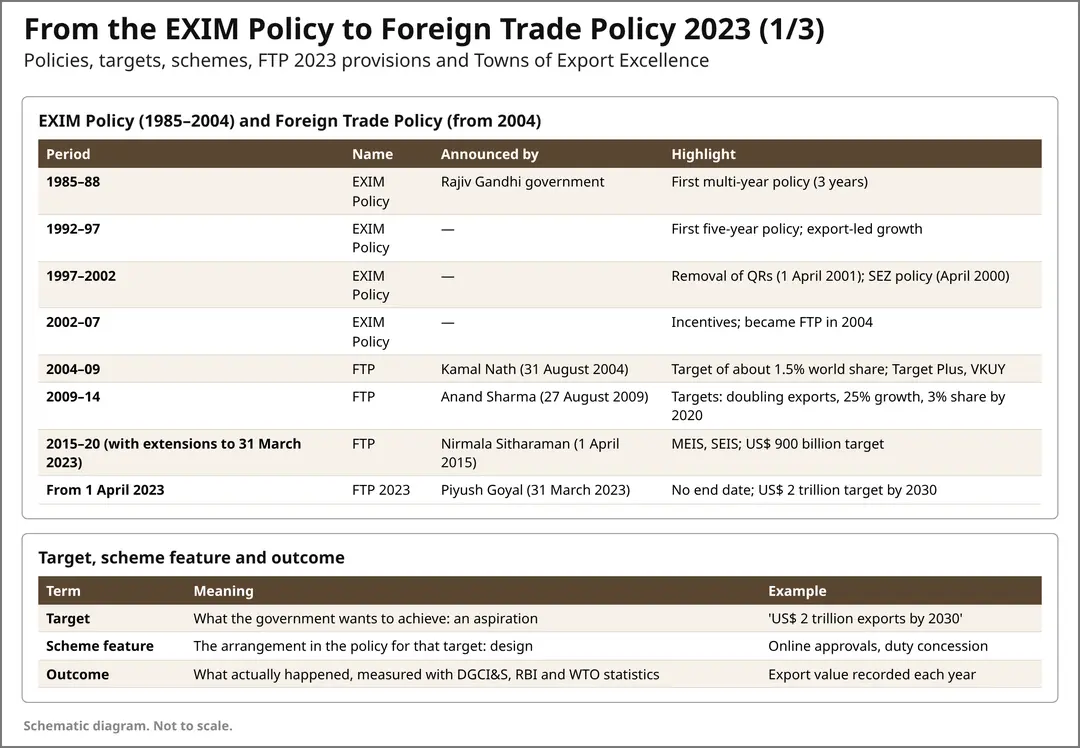 From the EXIM Policy to Foreign Trade Policy 2023 (1/3)
Policies, targets, schemes, FTP 2023 provisions and Towns of Export Excellence
EXIM Policy (1985–2004) and Foreign Trade Policy (from 2004)
Period Name Announced by Highlight
1985–88 EXIM Policy Rajiv Gandhi government First multi-year policy (3 years)
1992–97 EXIM Policy — First five-year policy; export-led growth
1997–2002 EXIM Policy — Removal of QRs (1 April 2001); SEZ policy (April 2000)
2002–07 EXIM Policy — Incentives; became FTP in 2004
2004–09 FTP Kamal Nath (31 August 2004) Target of about 1.5% world share; Target Plus, VKUY
2009–14 FTP Anand Sharma (27 August 2009) Targets: doubling exports, 25% growth, 3% share by 2020
2015–20 (with extensions to 31 March 2023) FTP Nirmala Sitharaman (1 April 2015) MEIS, SEIS; US$ 900 billion target
From 1 April 2023 FTP 2023 Piyush Goyal (31 March 2023) No end date; US$ 2 trillion target by 2030
Target, scheme feature and outcome
Term Meaning Example
Target What the government wants to achieve: an aspiration 'US$ 2 trillion exports by 2030'
Scheme feature The arrangement in the policy for that target: design Online approvals, duty concession
Outcome What actually happened, measured with DGCI&S, RBI and WTO statistics Export value recorded each year
Schematic diagram. Not to scale.